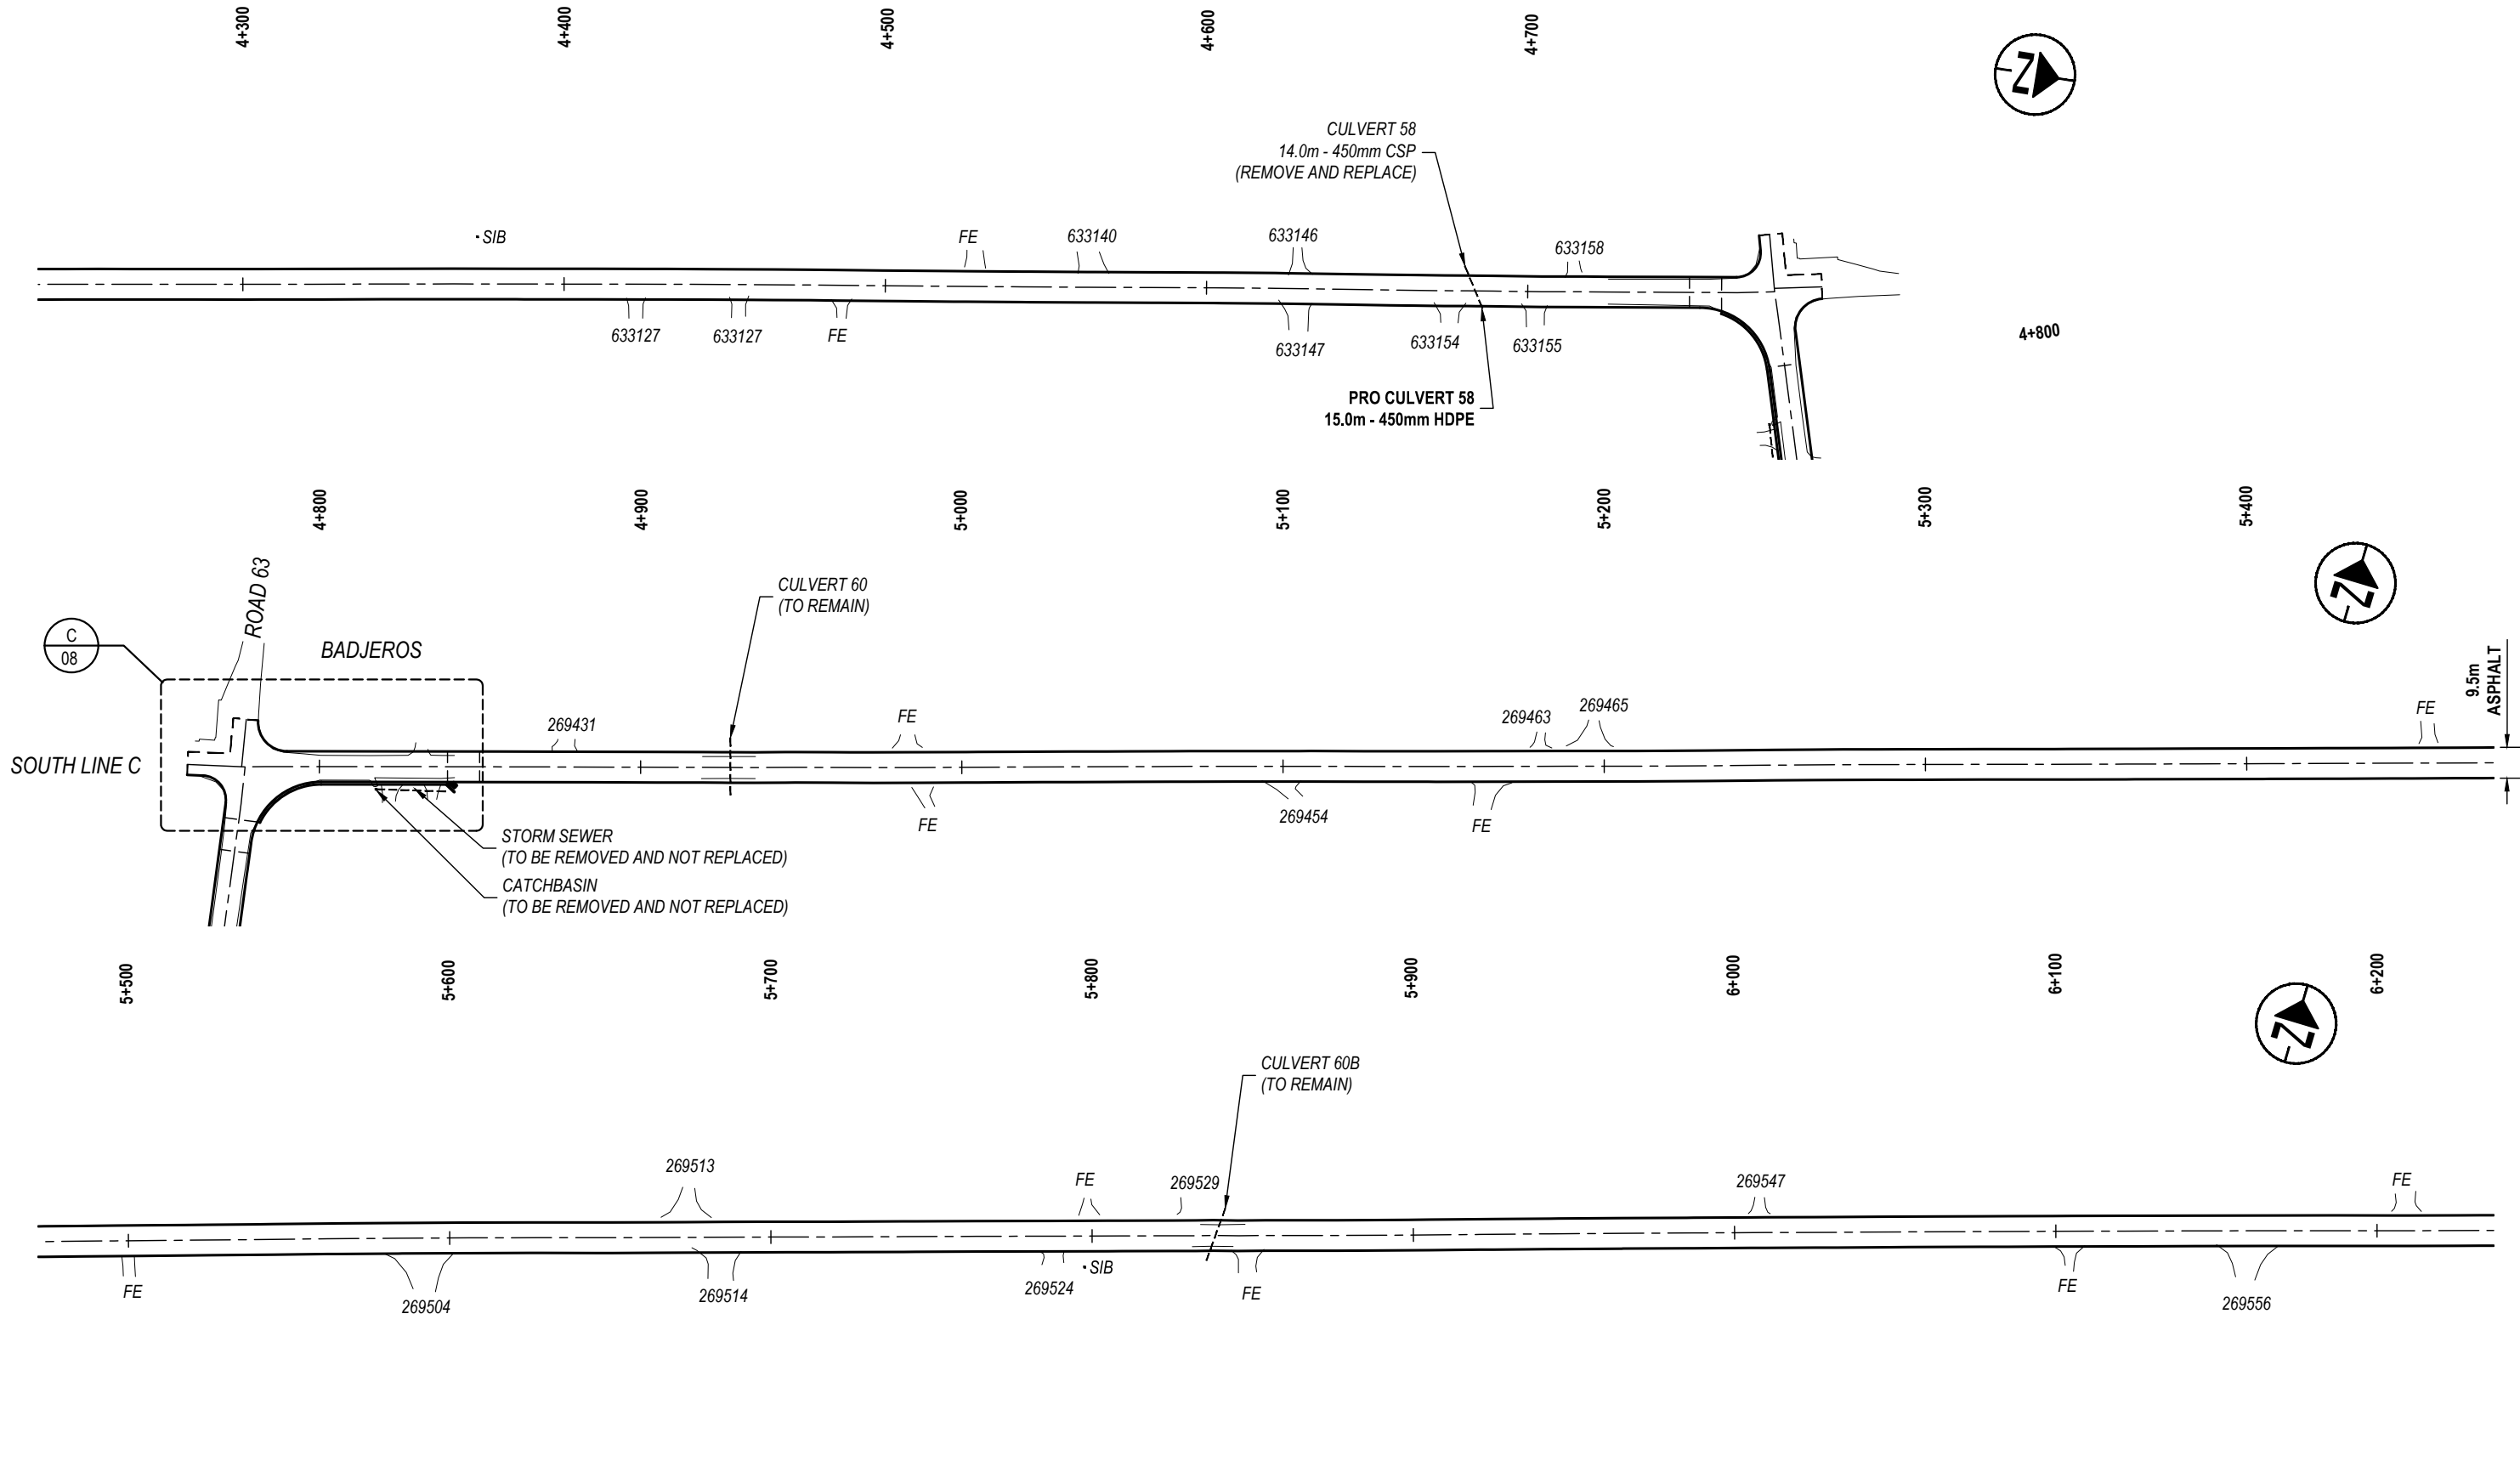 4+300
4+400
4+500
4+600
4+700
Z
CULVERT 58
14.0m - 450mm CSP
(REMOVE AND REPLACE)
SIB
FE
633140
633146
633158
633127
633127
FE
633147
633154
633155
4+800
PRO CULVERT 58
15.0m - 450mm HDPE
4+800
4+900
5+000
5+100
5+200
5+300
5+400
Z
ROAD 63
CULVERT 60
(TO REMAIN)
C
08
BADJEROS
9.5m
ASPHALT
269431
FE
269463
269465
FE
SOUTH LINE C
FE
269454
FE
STORM SEWER
(TO BE REMOVED AND NOT REPLACED)
CATCHBASIN
(TO BE REMOVED AND NOT REPLACED)
5+500
5+600
5+700
5+800
5+900
6+000
6+100
6+200
Z
CULVERT 60B
(TO REMAIN)
269513
FE
269529
269547
FE
FE
269504
269514
269524
SIB
FE
FE
269556